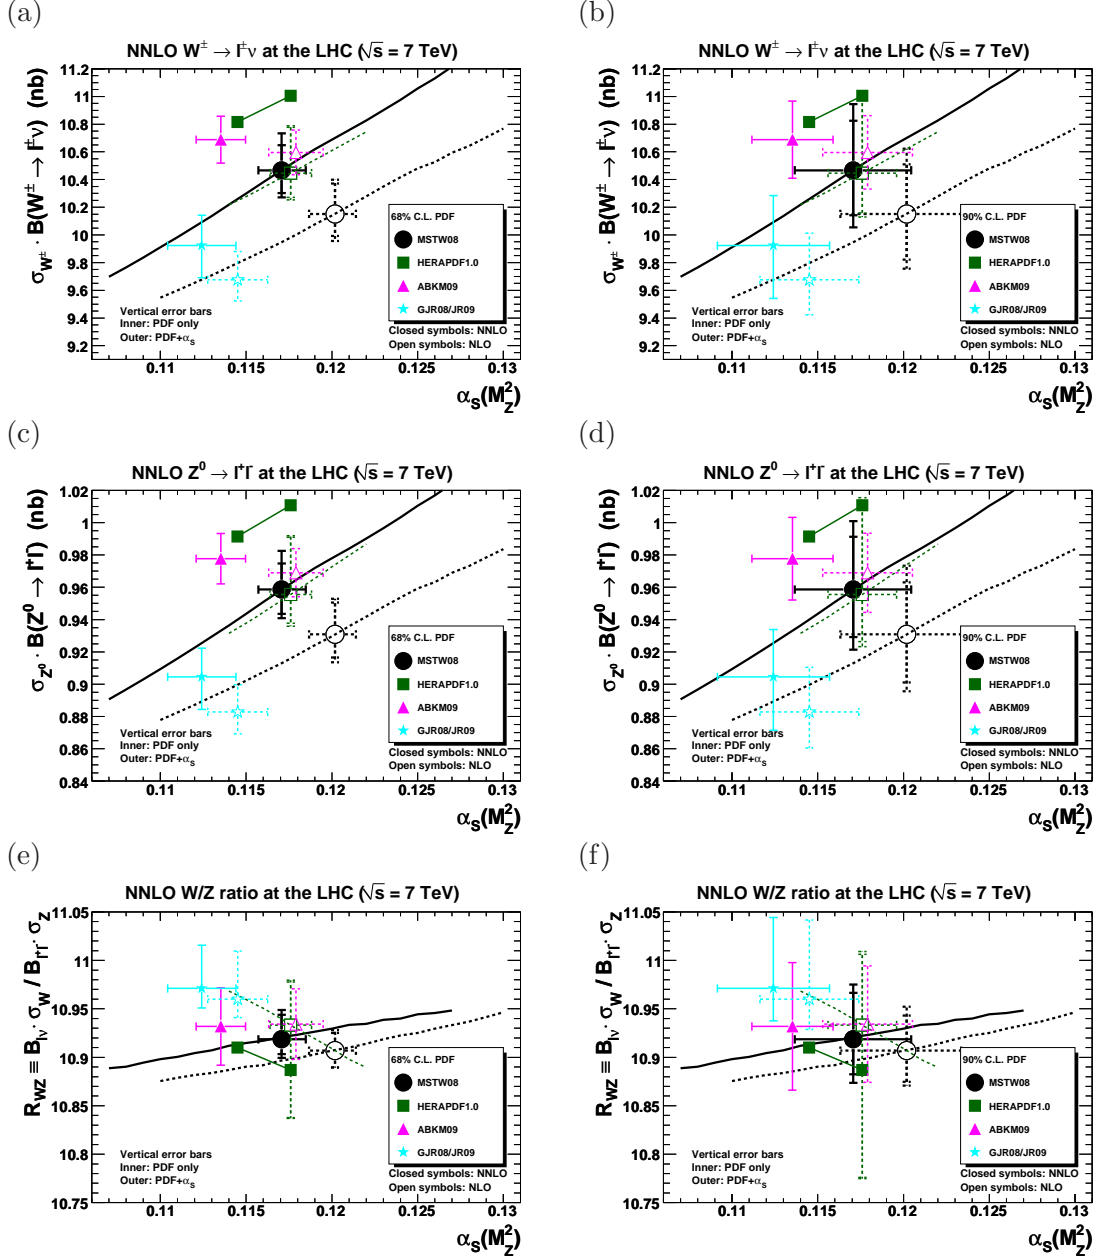 (a)
NNLO W± → l±ν at the LHC (√s = 7 TeV)
σW± · B(W± → l±ν) (nb)
11.2
11
10.8
10.6
10.4
10.2
10
9.8
9.6
9.4
9.2
68% C.L. PDF
MSTW08
HERAPDF1.0
ABKM09
GJR08/JR09
Vertical error bars
Inner: PDF only
Outer: PDF+αS
Closed symbols: NNLO
Open symbols: NLO
0.11 0.115 0.12 0.125 0.13
αS(M²Z)
(b)
NNLO W± → l±ν at the LHC (√s = 7 TeV)
σW± · B(W± → l±ν) (nb)
11.2
11
10.8
10.6
10.4
10.2
10
9.8
9.6
9.4
9.2
90% C.L. PDF
MSTW08
HERAPDF1.0
ABKM09
GJR08/JR09
Vertical error bars
Inner: PDF only
Outer: PDF+αS
Closed symbols: NNLO
Open symbols: NLO
0.11 0.115 0.12 0.125 0.13
αS(M²Z)
(c)
NNLO Z⁰ → l⁺l⁻ at the LHC (√s = 7 TeV)
σZ⁰ · B(Z⁰ → l⁺l⁻) (nb)
1.02
1
0.98
0.96
0.94
0.92
0.9
0.88
0.86
0.84
68% C.L. PDF
MSTW08
HERAPDF1.0
ABKM09
GJR08/JR09
Vertical error bars
Inner: PDF only
Outer: PDF+αS
Closed symbols: NNLO
Open symbols: NLO
0.11 0.115 0.12 0.125 0.13
αS(M²Z)
(d)
NNLO Z⁰ → l⁺l⁻ at the LHC (√s = 7 TeV)
σZ⁰ · B(Z⁰ → l⁺l⁻) (nb)
1.02
1
0.98
0.96
0.94
0.92
0.9
0.88
0.86
0.84
90% C.L. PDF
MSTW08
HERAPDF1.0
ABKM09
GJR08/JR09
Vertical error bars
Inner: PDF only
Outer: PDF+αS
Closed symbols: NNLO
Open symbols: NLO
0.11 0.115 0.12 0.125 0.13
αS(M²Z)
(e)
NNLO W/Z ratio at the LHC (√s = 7 TeV)
RWZ ≡ Blν · σW / Bl⁺l⁻ · σZ
11.05
11
10.95
10.9
10.85
10.8
10.75
68% C.L. PDF
MSTW08
HERAPDF1.0
ABKM09
GJR08/JR09
Vertical error bars
Inner: PDF only
Outer: PDF+αS
Closed symbols: NNLO
Open symbols: NLO
0.11 0.115 0.12 0.125 0.13
αS(M²Z)
(f)
NNLO W/Z ratio at the LHC (√s = 7 TeV)
RWZ ≡ Blν · σW / Bl⁺l⁻ · σZ
11.05
11
10.95
10.9
10.85
10.8
10.75
90% C.L. PDF
MSTW08
HERAPDF1.0
ABKM09
GJR08/JR09
Vertical error bars
Inner: PDF only
Outer: PDF+αS
Closed symbols: NNLO
Open symbols: NLO
0.11 0.115 0.12 0.125 0.13
αS(M²Z)